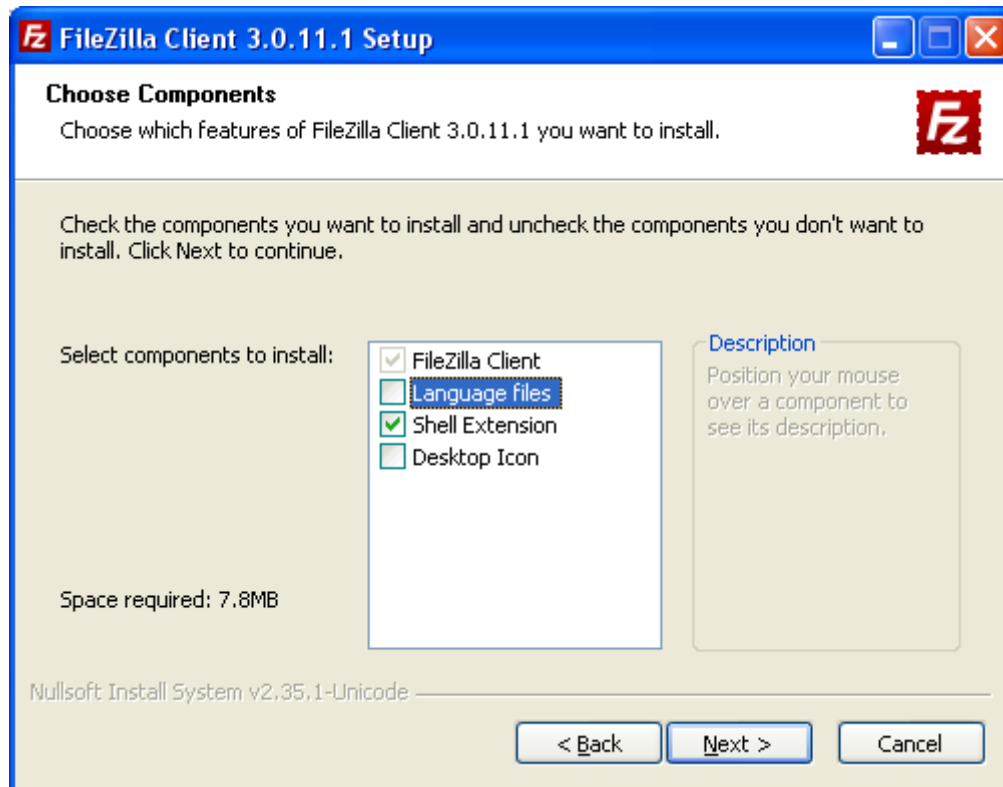 FileZilla Client 3.0.11.1 Setup
Choose Components
Choose which features of FileZilla Client 3.0.11.1 you want to install.
Fz
Check the components you want to install and uncheck the components you don't want to
install. Click Next to continue.
Select components to install:
FileZilla Client
Language files
Shell Extension
Desktop Icon
Description
Position your mouse
over a component to
see its description.
Space required: 7.8MB
Nullsoft Install System v2.35.1-Unicode
< Back
Next >
Cancel